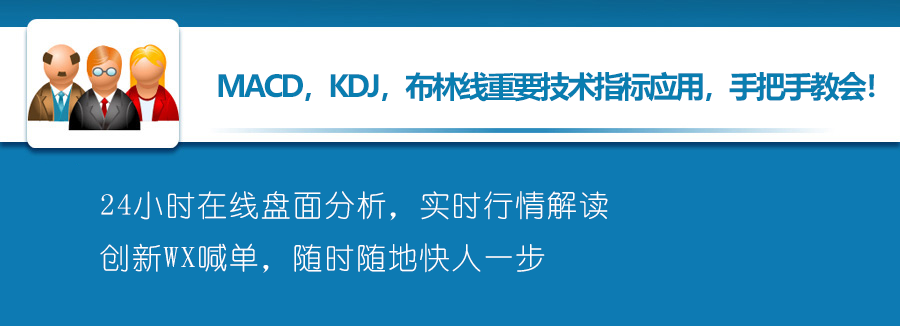 MACD，KDJ，布林线重要技术指标应用，手把手教会！
24小时在线盘面分析，实时行情解读
创新WX喊单，随时随地快人一步